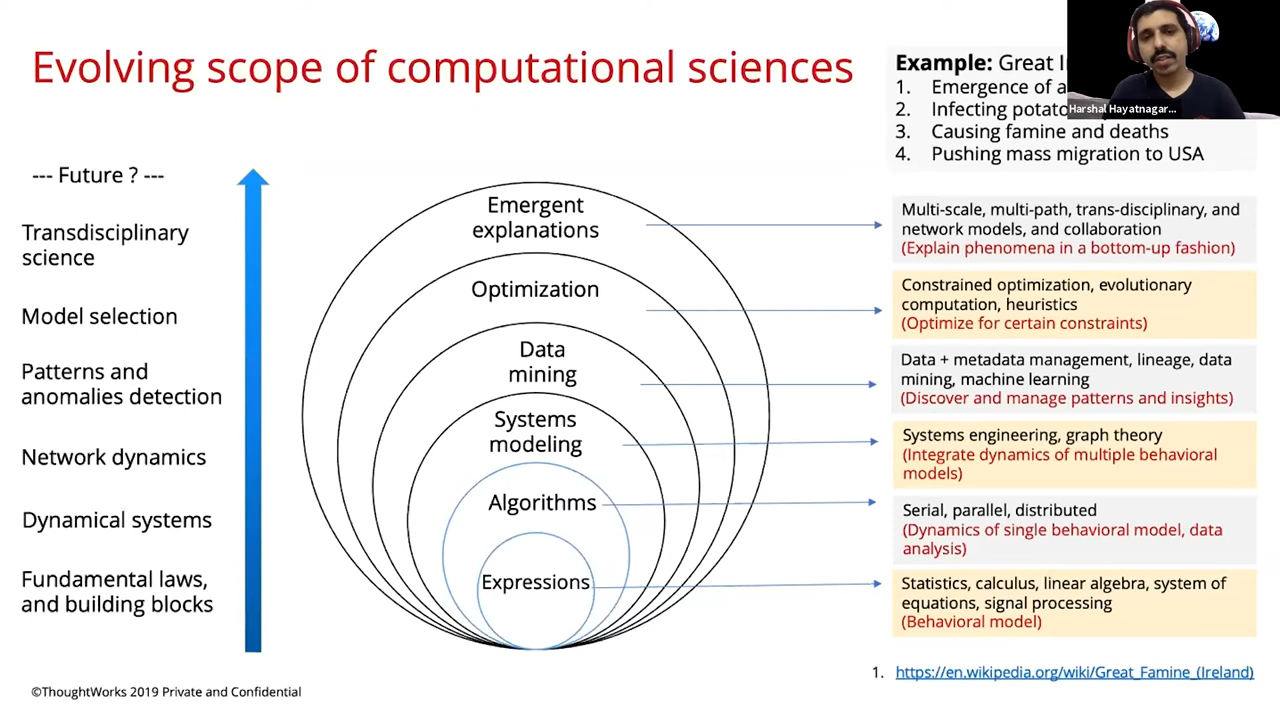 Evolving scope of computational sciences
Example: Great
1. Emergence of a
2. Infecting
3. Causing famine and deaths
4. Pushing mass migration to USA
Harshal Hayatnagar...
--- Future ? ---
Transdisciplinary
science
Model selection
Patterns and
anomalies detection
Network dynamics
Dynamical systems
Fundamental laws,
and building blocks
Emergent
explanations
Optimization
Data
mining
Systems
modeling
Algorithms
Expressions
Multi-scale, multi-path, trans-disciplinary, and
network models, and collaboration
(Explain phenomena in a bottom-up fashion)
Constrained optimization, evolutionary
computation, heuristics
(Optimize for certain constraints)
Data + metadata management, lineage, data
mining, machine learning
(Discover and manage patterns and insights)
Systems engineering, graph theory
(Integrate dynamics of multiple behavioral
models)
Serial, parallel, distributed
(Dynamics of single behavioral model, data
analysis)
Statistics, calculus, linear algebra, system of
equations, signal processing
(Behavioral model)
1. https://en.wikipedia.org/wiki/Great_Famine_(Ireland)
©ThoughtWorks 2019 Private and Confidential